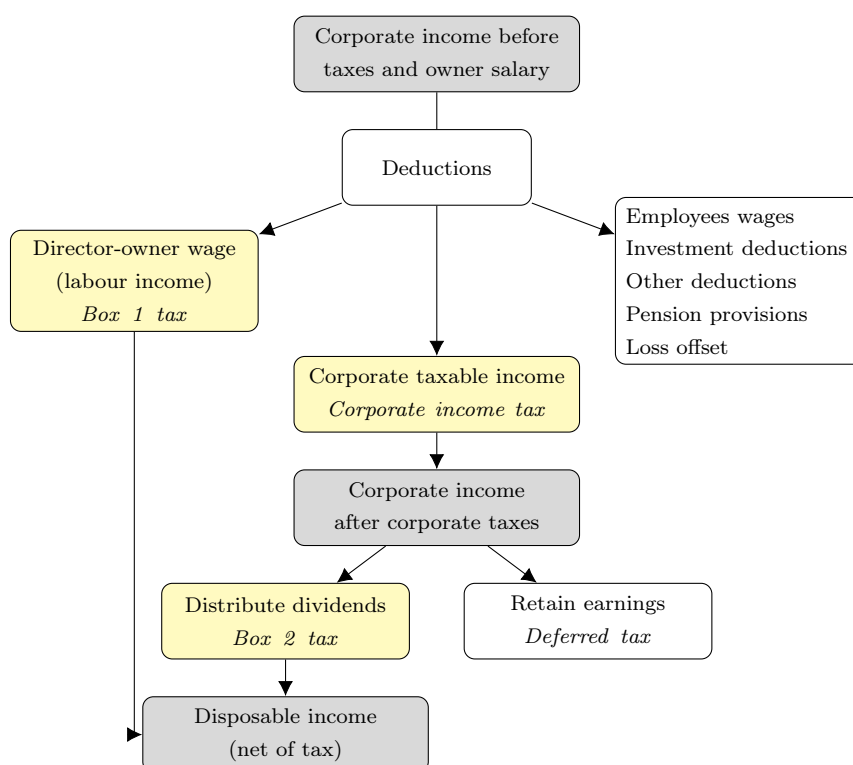 Corporate income before
taxes and owner salary
Deductions
Director-owner wage
(labour income)
Box 1 tax
Employees wages
Investment deductions
Other deductions
Pension provisions
Loss offset
Corporate taxable income
Corporate income tax
Corporate income
after corporate taxes
Distribute dividends
Box 2 tax
Retain earnings
Deferred tax
Disposable income
(net of tax)